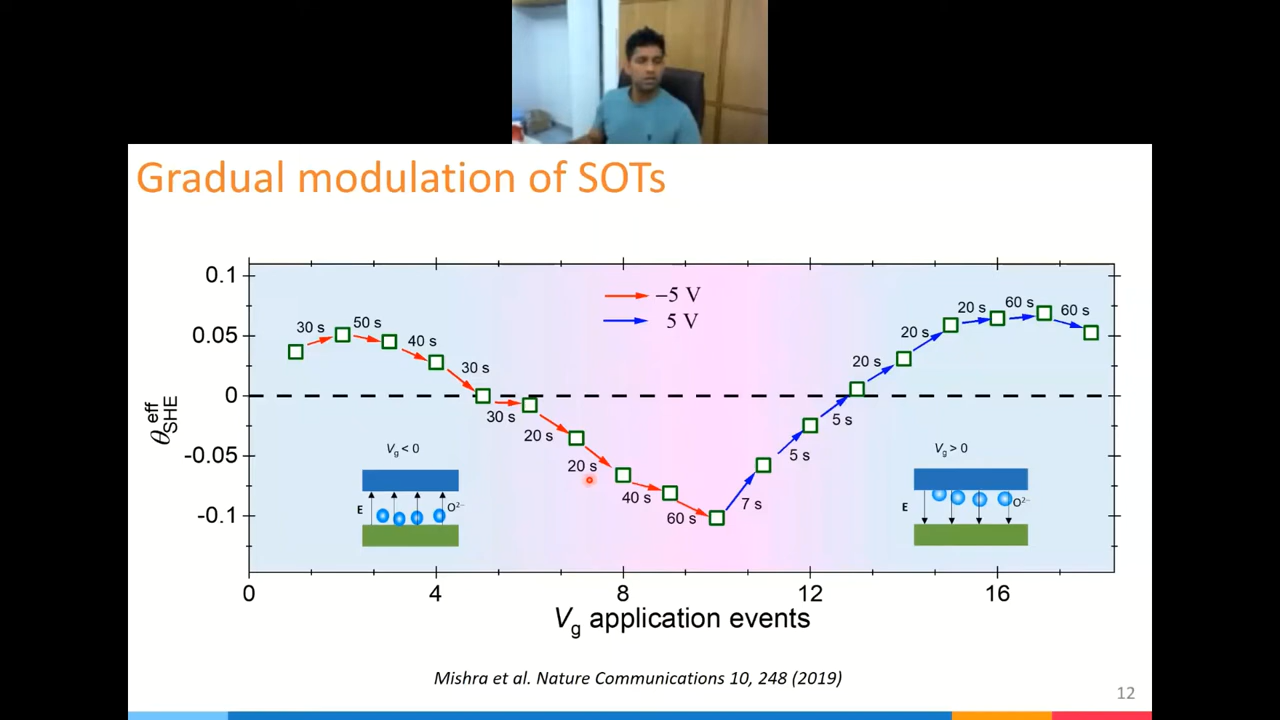 Gradual modulation of SOTs
0.1
0.05
0
-0.05
-0.1
θ eff SHE
−5 V
5 V
30 s
50 s
40 s
30 s
30 s
20 s
20 s
40 s
60 s
7 s
5 s
5 s
20 s
20 s
20 s
60 s
60 s
Vg < 0
E
O2−
Vg > 0
E
O2−
0 4 8 12 16
Vg application events
Mishra et al. Nature Communications 10, 248 (2019)
12